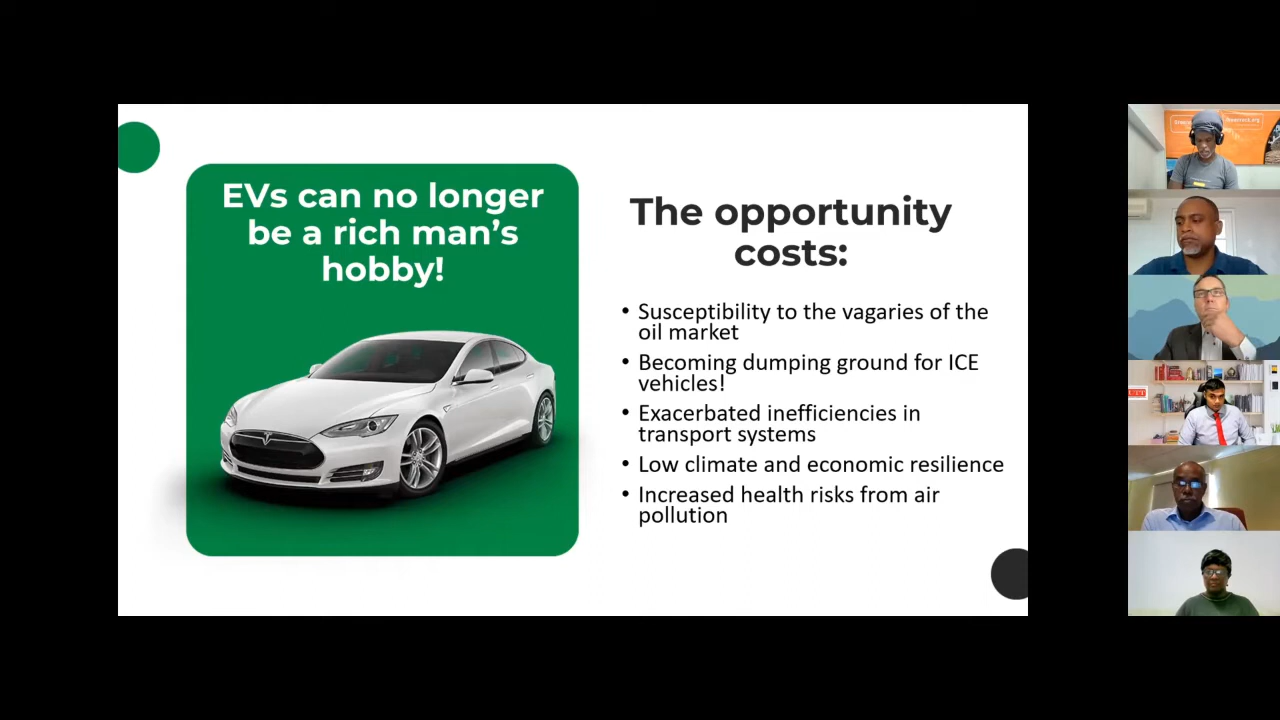 EVs can no longer
be a rich man’s
hobby!
The opportunity
costs:
• Susceptibility to the vagaries of the
oil market
• Becoming dumping ground for ICE
vehicles!
• Exacerbated inefficiencies in
transport systems
• Low climate and economic resilience
• Increased health risks from air
pollution